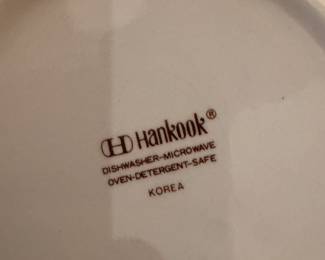 H Hankook®
DISHWASHER-MICROWAVE
OVEN-DETERGENT-SAFE
KOREA